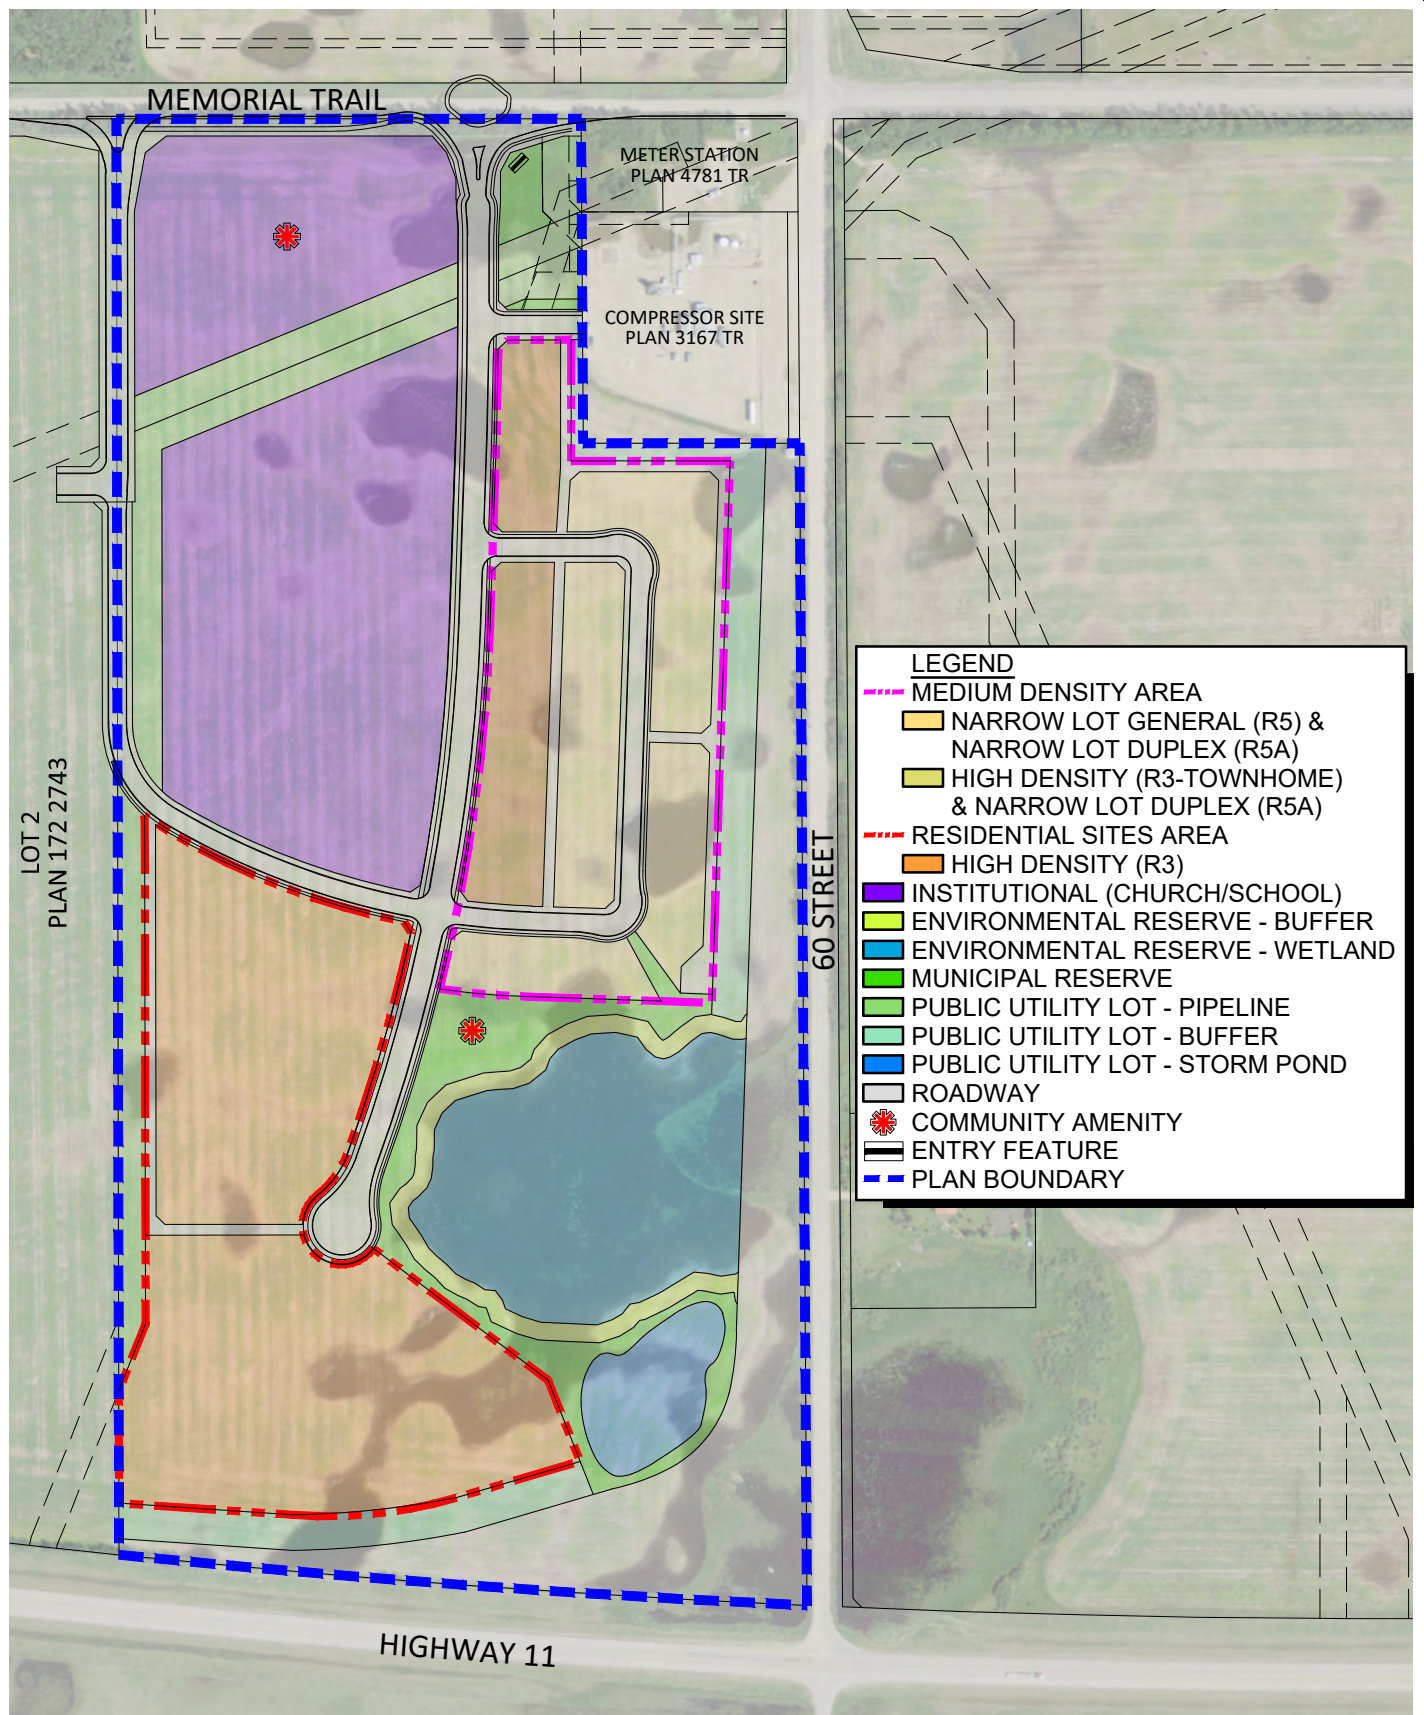 MEMORIAL TRAIL
METER STATION
PLAN 4781 TR
COMPRESSOR SITE
PLAN 3167 TR
LOT 2
PLAN 172 2743
60 STREET
HIGHWAY 11
LEGEND
MEDIUM DENSITY AREA
NARROW LOT GENERAL (R5) &
NARROW LOT DUPLEX (R5A)
HIGH DENSITY (R3-TOWNHOME)
& NARROW LOT DUPLEX (R5A)
RESIDENTIAL SITES AREA
HIGH DENSITY (R3)
INSTITUTIONAL (CHURCH/SCHOOL)
ENVIRONMENTAL RESERVE - BUFFER
ENVIRONMENTAL RESERVE - WETLAND
MUNICIPAL RESERVE
PUBLIC UTILITY LOT - PIPELINE
PUBLIC UTILITY LOT - BUFFER
PUBLIC UTILITY LOT - STORM POND
ROADWAY
COMMUNITY AMENITY
ENTRY FEATURE
PLAN BOUNDARY